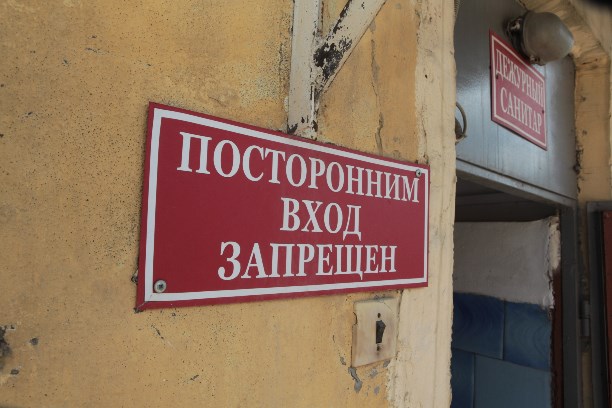 ПОСТОРОННИМ
ВХОД
ЗАПРЕЩЕН
ДЕЖУРНЫЙ
САНИТАР